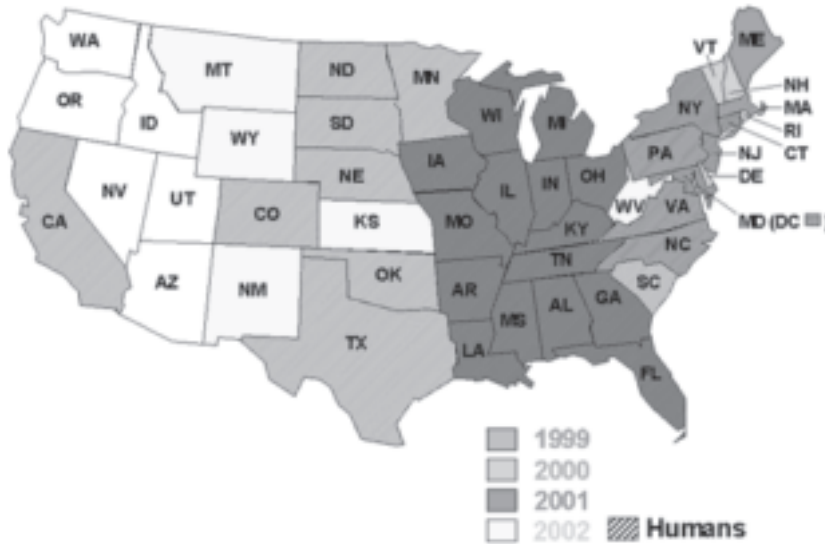 WA
MT
ND
MN
VT
ME
OR
ID
WY
SD
WI
MI
NY
NH
MA
RI
CT
NV
UT
NE
IA
IL
IN
OH
PA
NJ
DE
CA
CO
KS
MO
KY
WV
VA
MD (DC
AZ
NM
OK
AR
TN
NC
SC
TX
LA
MS
AL
GA
FL
1999
2000
2001
2002
Humans